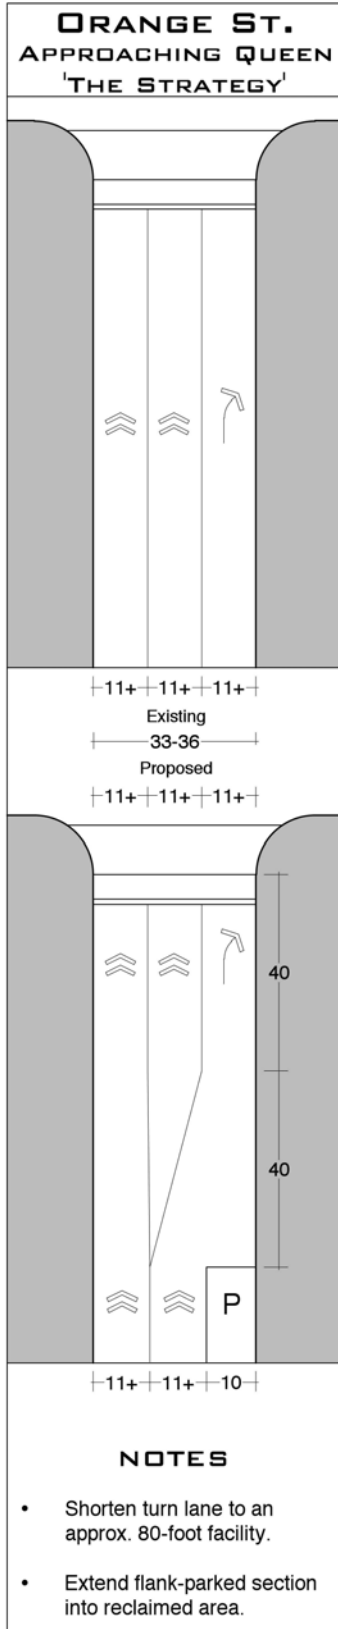 ORANGE ST.
APPROACHING QUEEN
'THE STRATEGY'
11+ 11+ 11+
Existing
33-36
Proposed
11+ 11+ 11+
40
40
P
11+ 11+ 10
NOTES
• Shorten turn lane to an
approx. 80-foot facility.
• Extend flank-parked section
into reclaimed area.